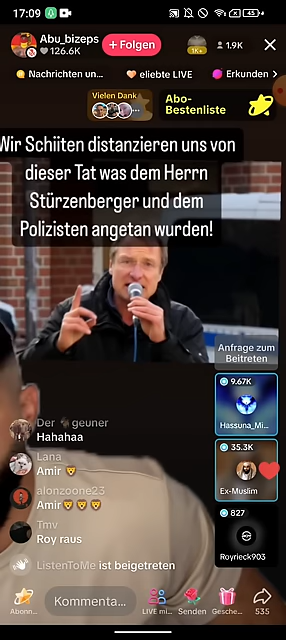 17:09
45
Abu_bizeps
126.6K
+ Folgen
1K+
1.9K
Nachrichten un...
eliebte LIVE
Erkunden
Vielen Dank
Abo-
Bestenliste
Wir Schiiten distanzieren uns von
dieser Tat was dem Herrn
Stürzenberger und dem
Polizisten angetan wurden!
Anfrage zum
Beitreten
9.67K
Hassuna_Mi...
35.3K
Ex-Muslim
827
Royrieck903
Der geuner
Hahahaa
Lana
Amir 🦁
alonzoone23
Amir 🦁🦁🦁
Tmv
Roy raus
ListenToMe ist beigetreten
Abonn...
Kommenta...
LIVE mi...
Senden
Gesche...
535